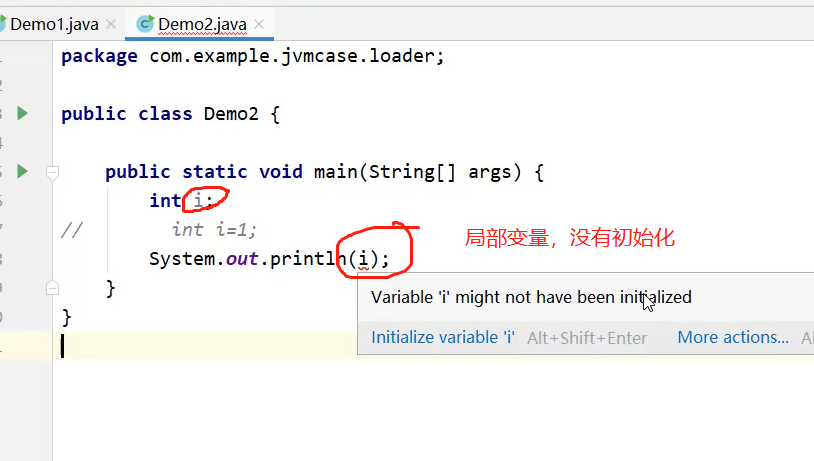 Demo1.java × Demo2.java ×
package com.example.jvmcase.loader;
public class Demo2 {
public static void main(String[] args) {
int i;
// int i=1;
System.out.println(i);
局部变量，没有初始化
}
Variable 'i' might not have been initialized
}
Initialize variable 'i' Alt+Shift+Enter More actions...